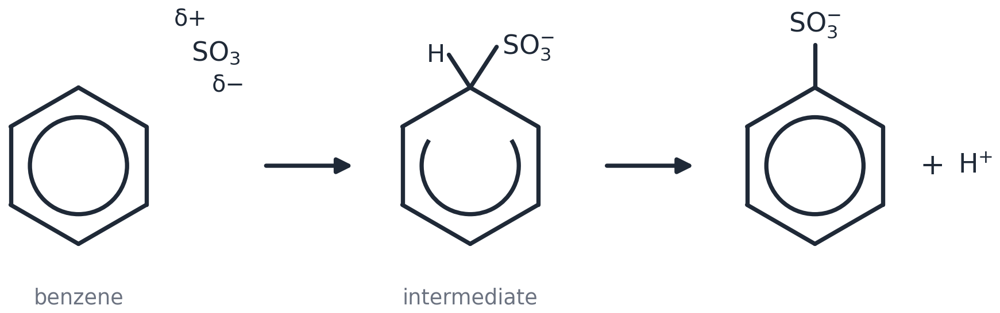 δ+
SO₃
δ−
H
SO₃⁻
SO₃⁻
+ H⁺
benzene
intermediate